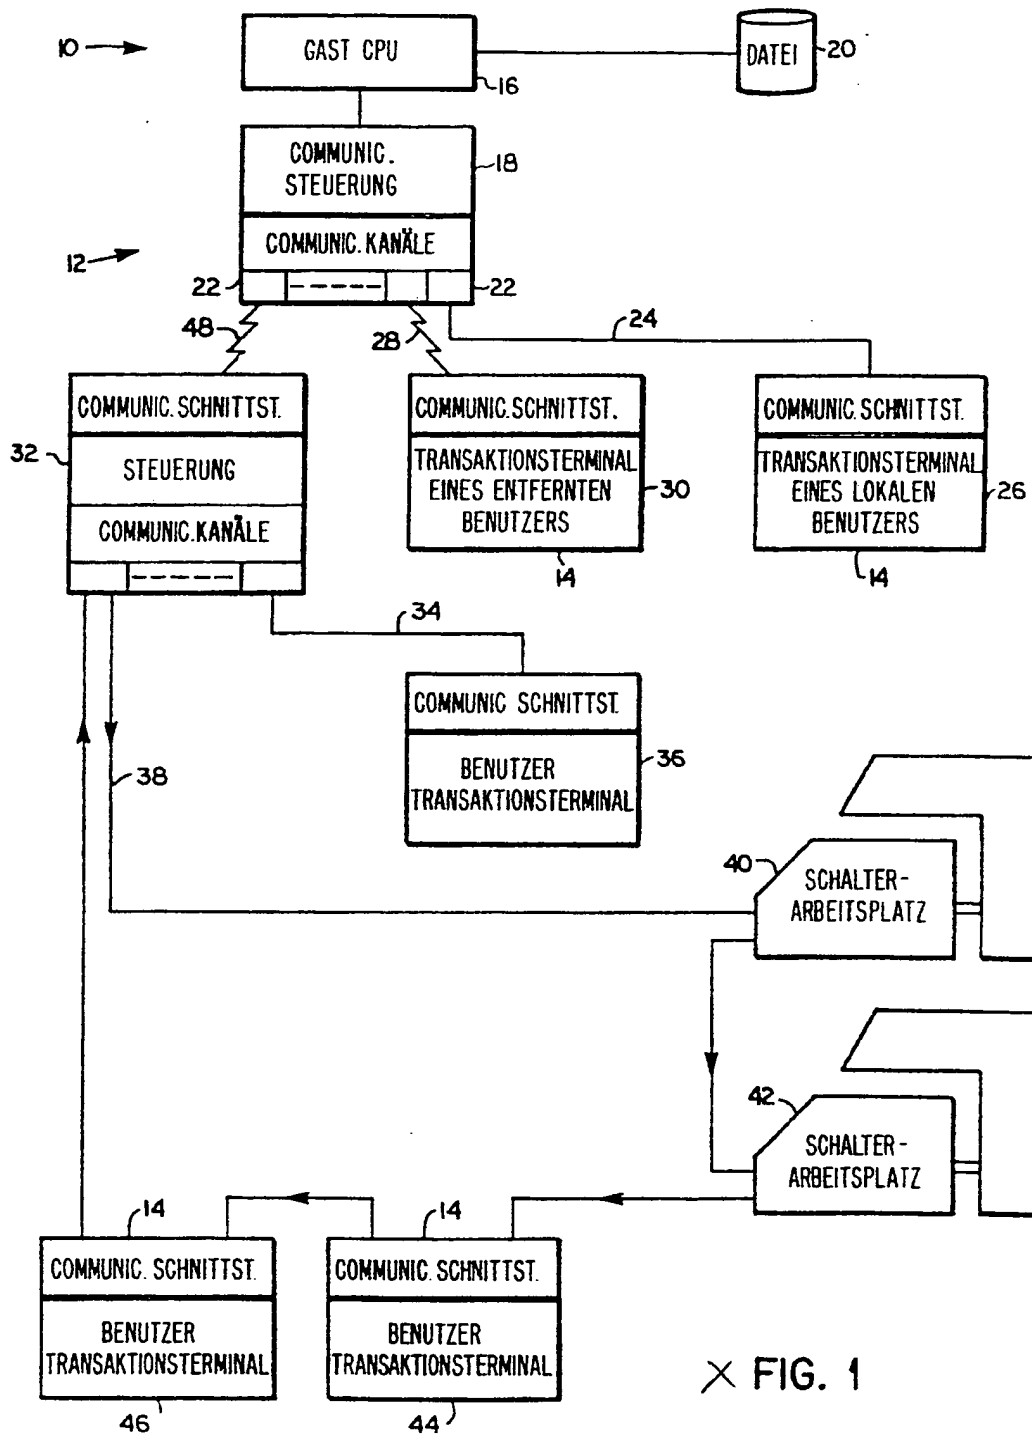 10
GAST CPU
16
DATEI
20
COMMUNIC.
STEUERUNG
18
COMMUNIC. KANÄLE
12
22
22
48
28
24
COMMUNIC. SCHNITTST.
STEUERUNG
COMMUNIC. KANÄLE
32
COMMUNIC. SCHNITTST.
TRANSAKTIONSTERMINAL
EINES ENTFERNTEN
BENUTZERS
30
14
COMMUNIC. SCHNITTST.
TRANSAKTIONSTERMINAL
EINES LOKALEN
BENUTZERS
26
14
34
COMMUNIC SCHNITTST.
BENUTZER
TRANSAKTIONSTERMINAL
36
38
40
SCHALTER-
ARBEITSPLATZ
42
SCHALTER-
ARBEITSPLATZ
14
COMMUNIC. SCHNITTST.
BENUTZER
TRANSAKTIONSTERMINAL
46
14
COMMUNIC. SCHNITTST.
BENUTZER
TRANSAKTIONSTERMINAL
44
X FIG. 1